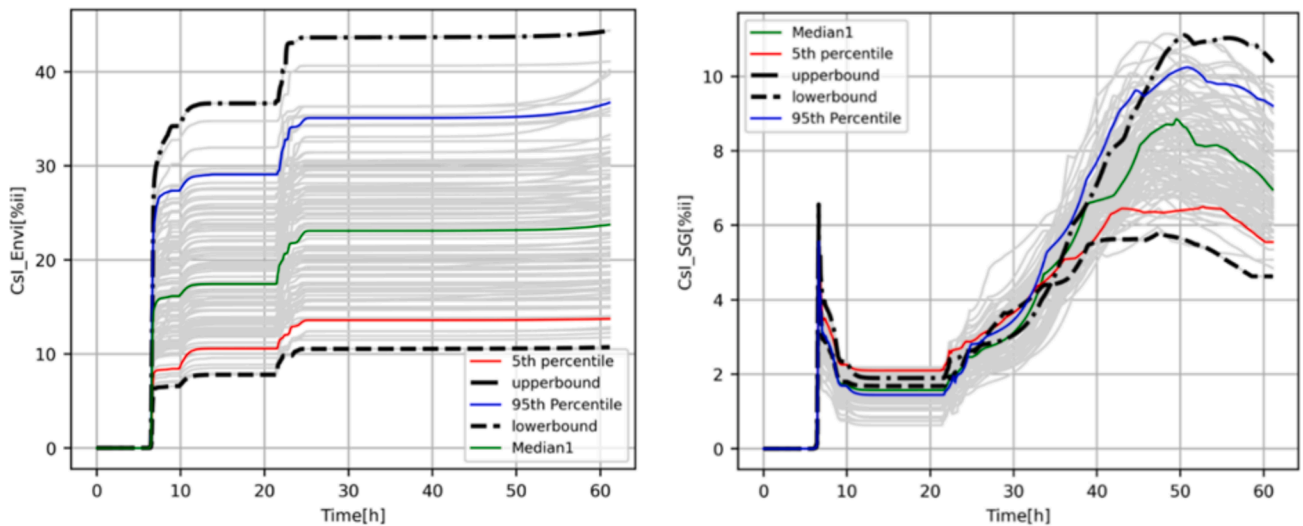 CsI_Envi[%ii]
40
30
20
10
0
5th percentile
upperbound
95th Percentile
lowerbound
Median1
0 10 20 30 40 50 60
Time[h]
CsI_SG[%ii]
10
8
6
4
2
0
Median1
5th percentile
upperbound
lowerbound
95th Percentile
0 10 20 30 40 50 60
Time[h]